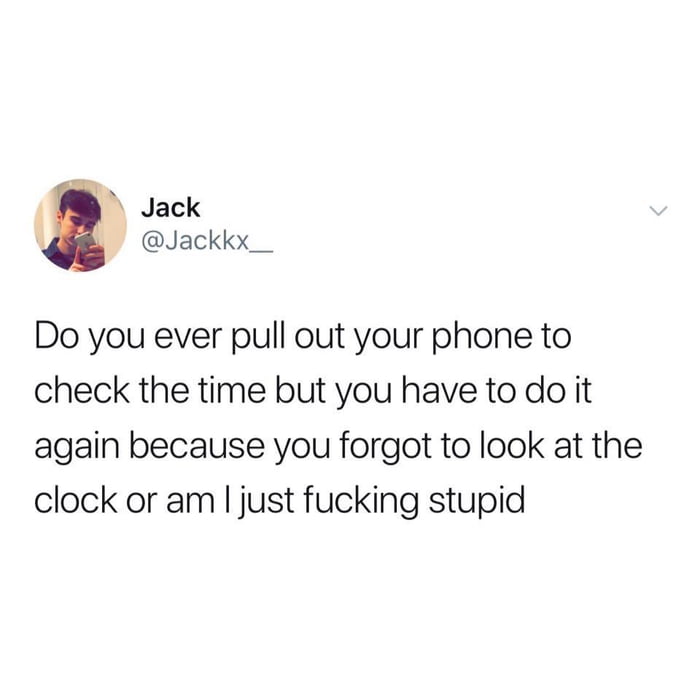 Jack
@Jackkx__
Do you ever pull out your phone to
check the time but you have to do it
again because you forgot to look at the
clock or am I just fucking stupid